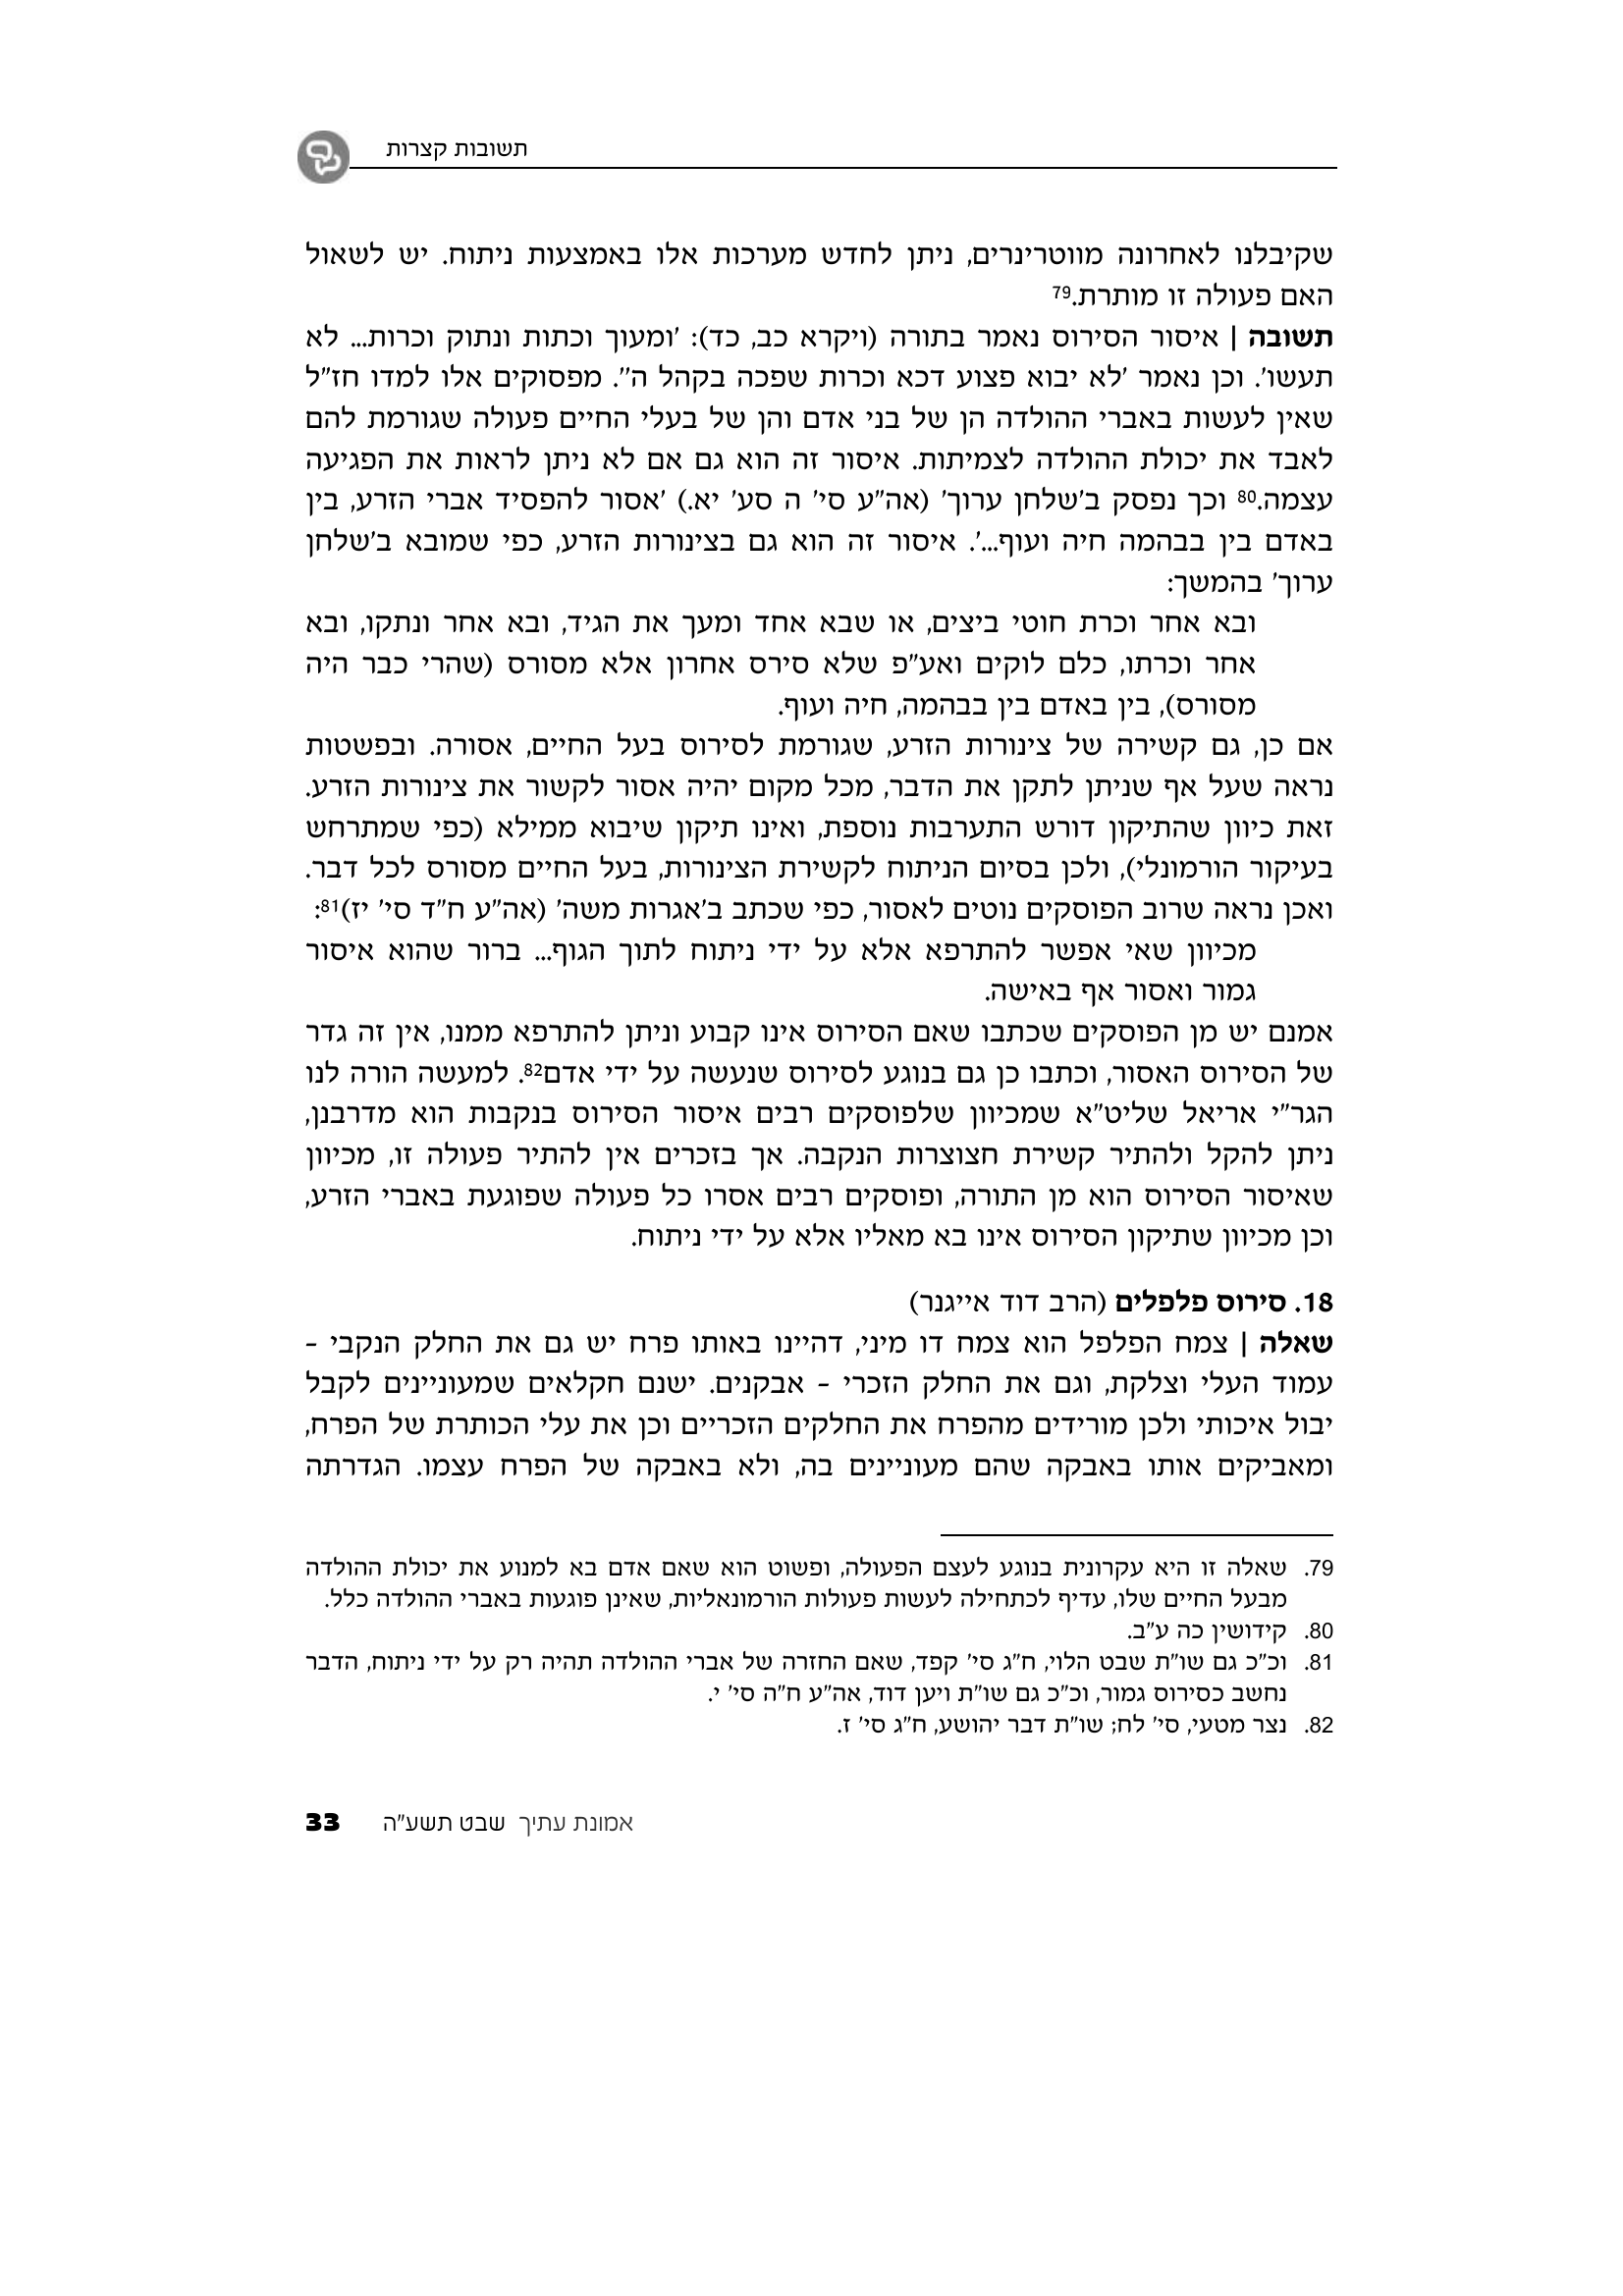 תשובות קצרות
שקיבלנו לאחרונה מווטרינרים, ניתן לחדש מערכות אלו באמצעות ניתוח. יש לשאול
האם פעולה זו מותרת.79
תשובה | איסור הסירוס נאמר בתורה (ויקרא כב, כד): 'ומעוך וכתות ונתוק וכרות... לא
תעשו'. וכן נאמר 'לא יבוא פצוע דכא וכרות שפכה בקהל ה''. מפסוקים אלו למדו חז"ל
שאין לעשות באברי ההולדה הן של בני אדם והן של בעלי החיים פעולה שגורמת להם
לאבד את יכולת ההולדה לצמיתות. איסור זה הוא גם אם לא ניתן לראות את הפגיעה
עצמה.80 וכך נפסק ב'שלחן ערוך' (אה"ע סי' ה סע' יא.) 'אסור להפסיד אברי הזרע, בין
באדם בין בבהמה חיה ועוף...'. איסור זה הוא גם בצינורות הזרע, כפי שמובא ב'שלחן
ערוך' בהמשך:
ובא אחר וכרת חוטי ביצים, או שבא אחד ומעך את הגיד, ובא אחר ונתקו, ובא
אחר וכרתו, כלם לוקים ואע"פ שלא סירס אחרון אלא מסורס (שהרי כבר היה
מסורס), בין באדם בין בבהמה, חיה ועוף.
אם כן, גם קשירה של צינורות הזרע, שגורמת לסירוס בעל החיים, אסורה. ובפשטות
נראה שעל אף שניתן לתקן את הדבר, מכל מקום יהיה אסור לקשור את צינורות הזרע.
זאת כיוון שהתיקון דורש התערבות נוספת, ואינו תיקון שיבוא ממילא (כפי שמתרחש
בעיקור הורמונלי), ולכן בסיום הניתוח לקשירת הצינורות, בעל החיים מסורס לכל דבר.
ואכן נראה שרוב הפוסקים נוטים לאסור, כפי שכתב ב'אגרות משה' (אה"ע ח"ד סי' יז)81:
מכיוון שאי אפשר להתרפא אלא על ידי ניתוח לתוך הגוף... ברור שהוא איסור
גמור ואסור אף באישה.
אמנם יש מן הפוסקים שכתבו שאם הסירוס אינו קבוע וניתן להתרפא ממנו, אין זה גדר
של הסירוס האסור, וכתבו כן גם בנוגע לסירוס שנעשה על ידי אדם82. למעשה הורה לנו
הגר"י אריאל שליט"א שמכיוון שלפוסקים רבים איסור הסירוס בנקבות הוא מדרבנן,
ניתן להקל ולהתיר קשירת חצוצרות הנקבה. אך בזכרים אין להתיר פעולה זו, מכיוון
שאיסור הסירוס הוא מן התורה, ופוסקים רבים אסרו כל פעולה שפוגעת באברי הזרע,
וכן מכיוון שתיקון הסירוס אינו בא מאליו אלא על ידי ניתוח.
18. סירוס פלפלים (הרב דוד אייגנר)
שאלה | צמח הפלפל הוא צמח דו מיני, דהיינו באותו פרח יש גם את החלק הנקבי -
עמוד העלי וצלקת, וגם את החלק הזכרי - אבקנים. ישנם חקלאים שמעוניינים לקבל
יבול איכותי ולכן מורידים מהפרח את החלקים הזכריים וכן את עלי הכותרת של הפרח,
ומאביקים אותו באבקה שהם מעוניינים בה, ולא באבקה של הפרח עצמו. הגדרתה
79. שאלה זו היא עקרונית בנוגע לעצם הפעולה, ופשוט הוא שאם אדם בא למנוע את יכולת ההולדה
מבעל החיים שלו, עדיף לכתחילה לעשות פעולות הורמונאליות, שאינן פוגעות באברי ההולדה כלל.
80. קידושין כה ע"ב.
81. וכ"כ גם שו"ת שבט הלוי, ח"ג סי' קפד, שאם החזרה של אברי ההולדה תהיה רק על ידי ניתוח, הדבר
נחשב כסירוס גמור, וכ"כ גם שו"ת ויען דוד, אה"ע ח"ה סי' י.
82. נצר מטעי, סי' לח; שו"ת דבר יהושע, ח"ג סי' ז.
אמונת עתיך שבט תשע"ה 33